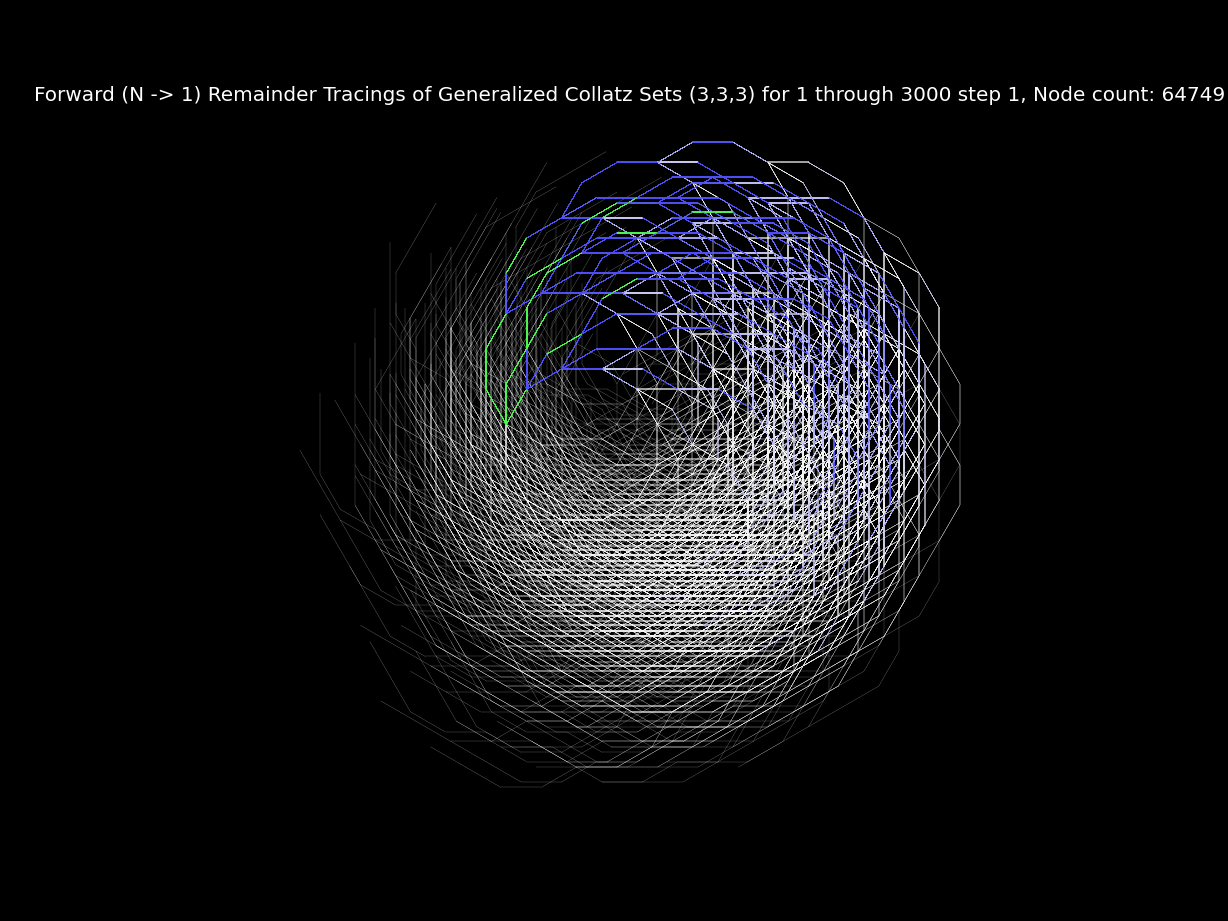 Forward (N -> 1) Remainder Tracings of Generalized Collatz Sets (3,3,3) for 1 through 3000 step 1, Node count: 64749